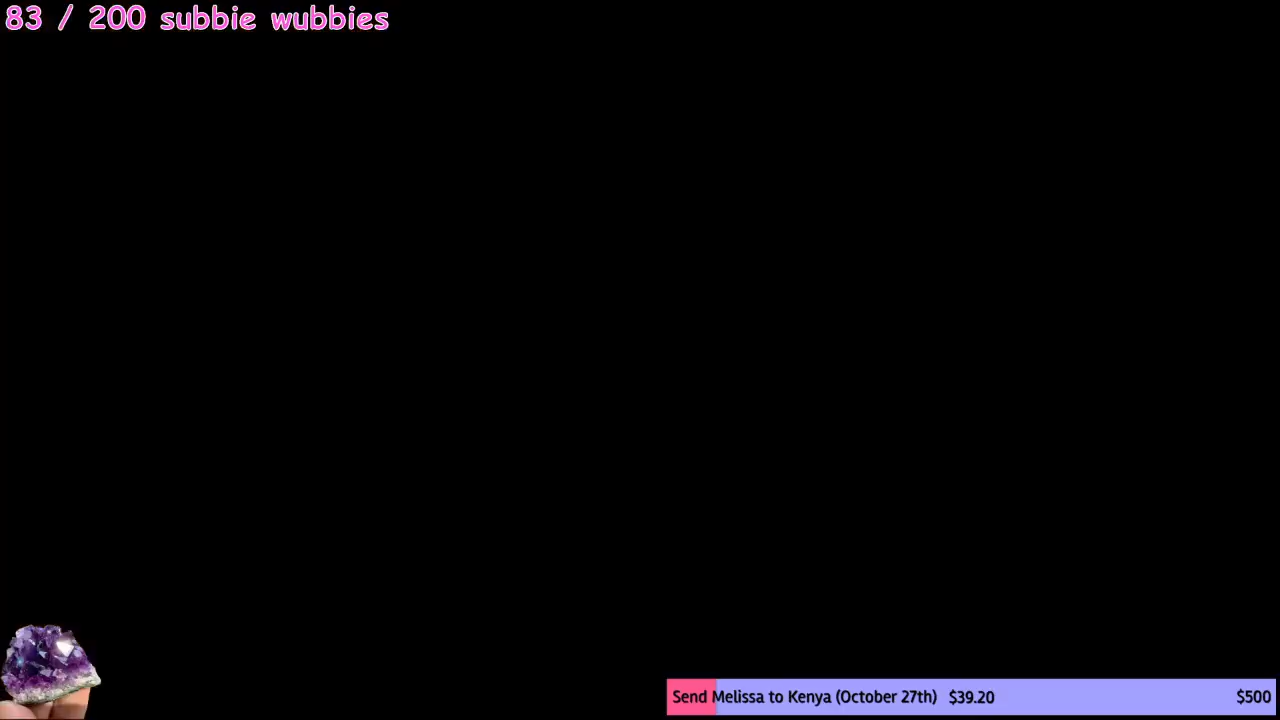 83 / 200 subbie wubbies
Send Melissa to Kenya (October 27th) $39.20 $500